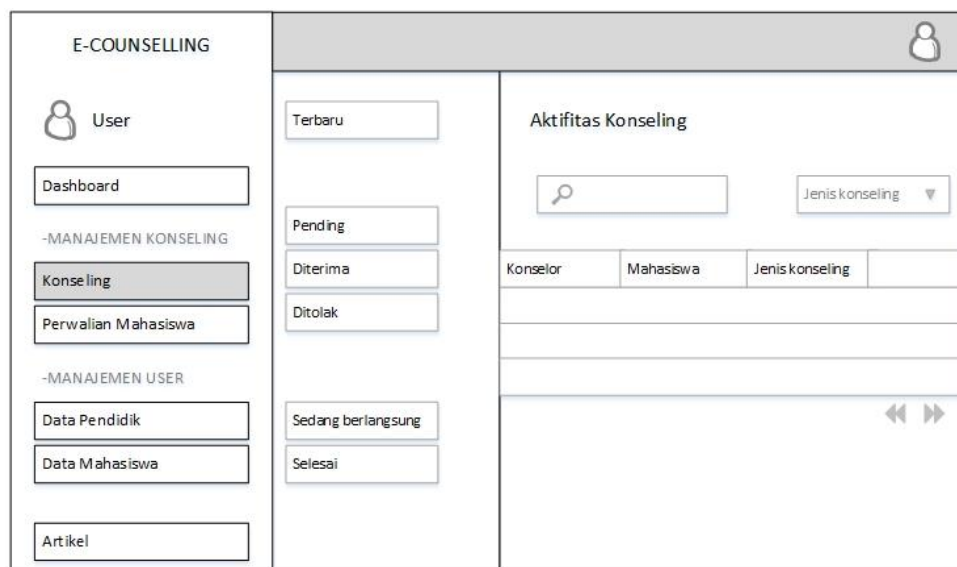 E-COUNSELLING
User
Dashboard
-MANAJEMEN KONSELING
Konseling
Perwalian Mahasiswa
-MANAJEMEN USER
Data Pendidik
Data Mahasiswa
Artikel
Terbaru
Pending
Diterima
Ditolak
Sedang berlangsung
Selesai
Aktifitas Konseling
Jenis konseling
Konselor Mahasiswa Jenis konseling